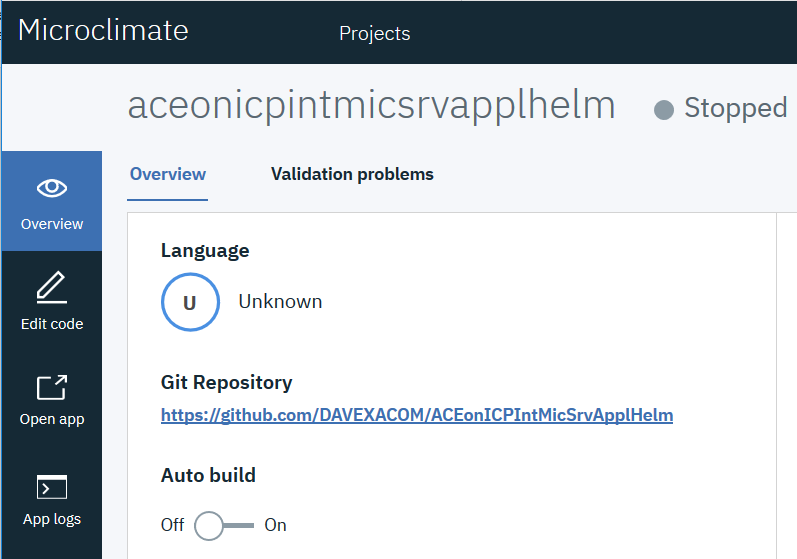 Microclimate
Projects
aceonicpintmicsrvapplhelm
Stopped
Overview
Validation problems
Overview
Edit code
Open app
App logs
Language
U
Unknown
Git Repository
https://github.com/DAVEXACOM/ACEonICPIntMicSrvApplHelm
Auto build
Off
On